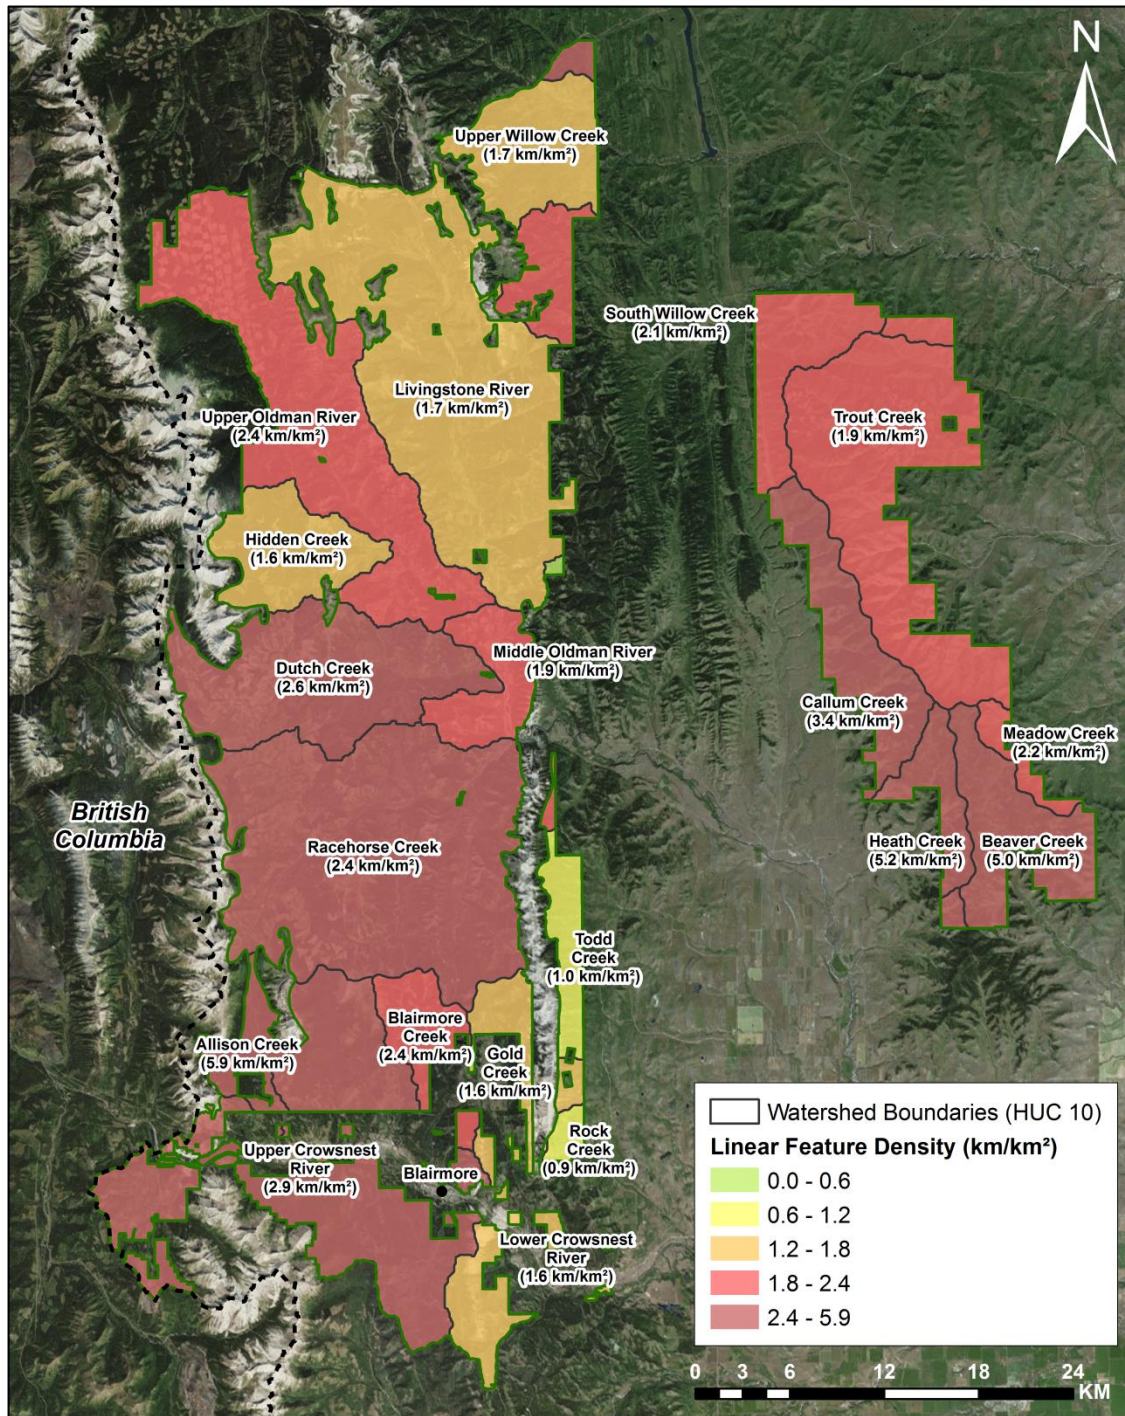 N
Upper Willow Creek
(1.7 km/km²)
South Willow Creek
(2.1 km/km²)
Livingstone River
(1.7 km/km²)
Upper Oldman River
(2.4 km/km²)
Trout Creek
(1.9 km/km²)
Hidden Creek
(1.6 km/km²)
Middle Oldman River
(1.9 km/km²)
Dutch Creek
(2.6 km/km²)
Callum Creek
(3.4 km/km²)
Meadow Creek
(2.2 km/km²)
British
Columbia
Racehorse Creek
(2.4 km/km²)
Heath Creek
(5.2 km/km²)
Beaver Creek
(5.0 km/km²)
Todd
Creek
(1.0 km/km²)
Blairmore
Creek
(2.4 km/km²)
Allison Creek
(5.9 km/km²)
Gold
Creek
(1.6 km/km²)
Rock
Creek
(0.9 km/km²)
Upper Crowsnest
River
(2.9 km/km²)
Blairmore
Lower Crowsnest
River
(1.6 km/km²)
Watershed Boundaries (HUC 10)
Linear Feature Density (km/km²)
0.0 - 0.6
0.6 - 1.2
1.2 - 1.8
1.8 - 2.4
2.4 - 5.9
0 3 6 12 18 24
KM